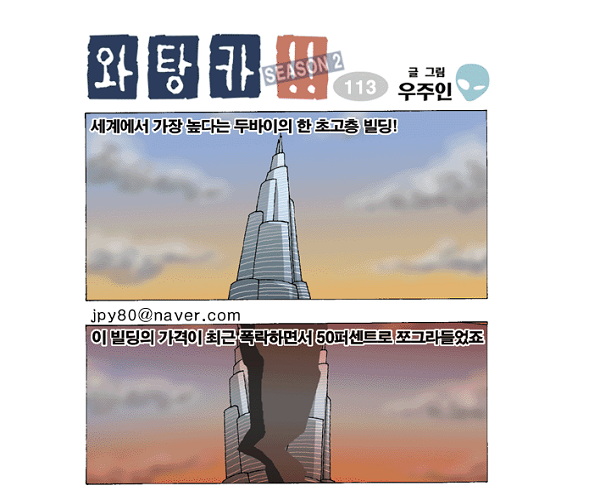 와탕카!!
SEASON 2
113
글 그림
우주인
세계에서 가장 높다는 두바이의 한 초고층 빌딩!
jpy80@naver.com
이 빌딩의 가격이 최근 폭락하면서 50퍼센트로 쪼그라들었죠